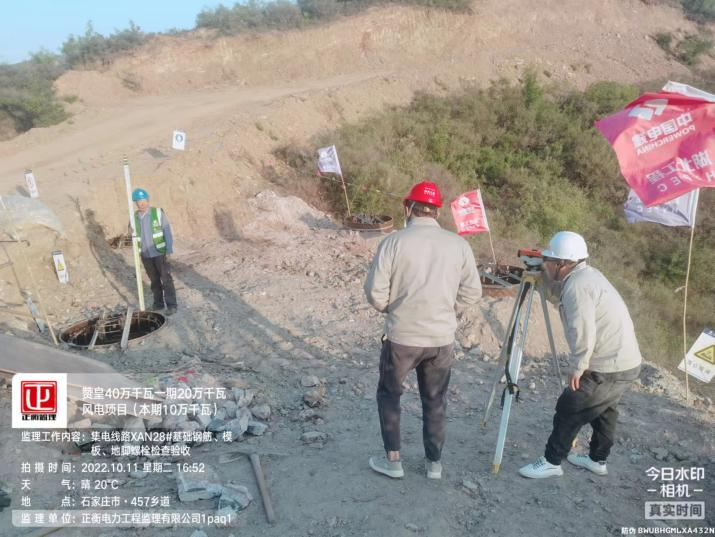 中国电建
POWERCHINA
湖北工程
正衡
赞皇40万千瓦一期20万千瓦
风电项目（本期10万千瓦）
监理内容：集电线路XAN28#基础钢筋、模
板、地脚螺栓检查验收
拍摄时间：2022.10.11 星期二 16:52
天气：晴 20℃
地点：石家庄市·457乡道
监理单位：正衡电力工程监理有限公司1paq1
今日水印
相机
真实时间
防伪 BWUBHGMLXA432N